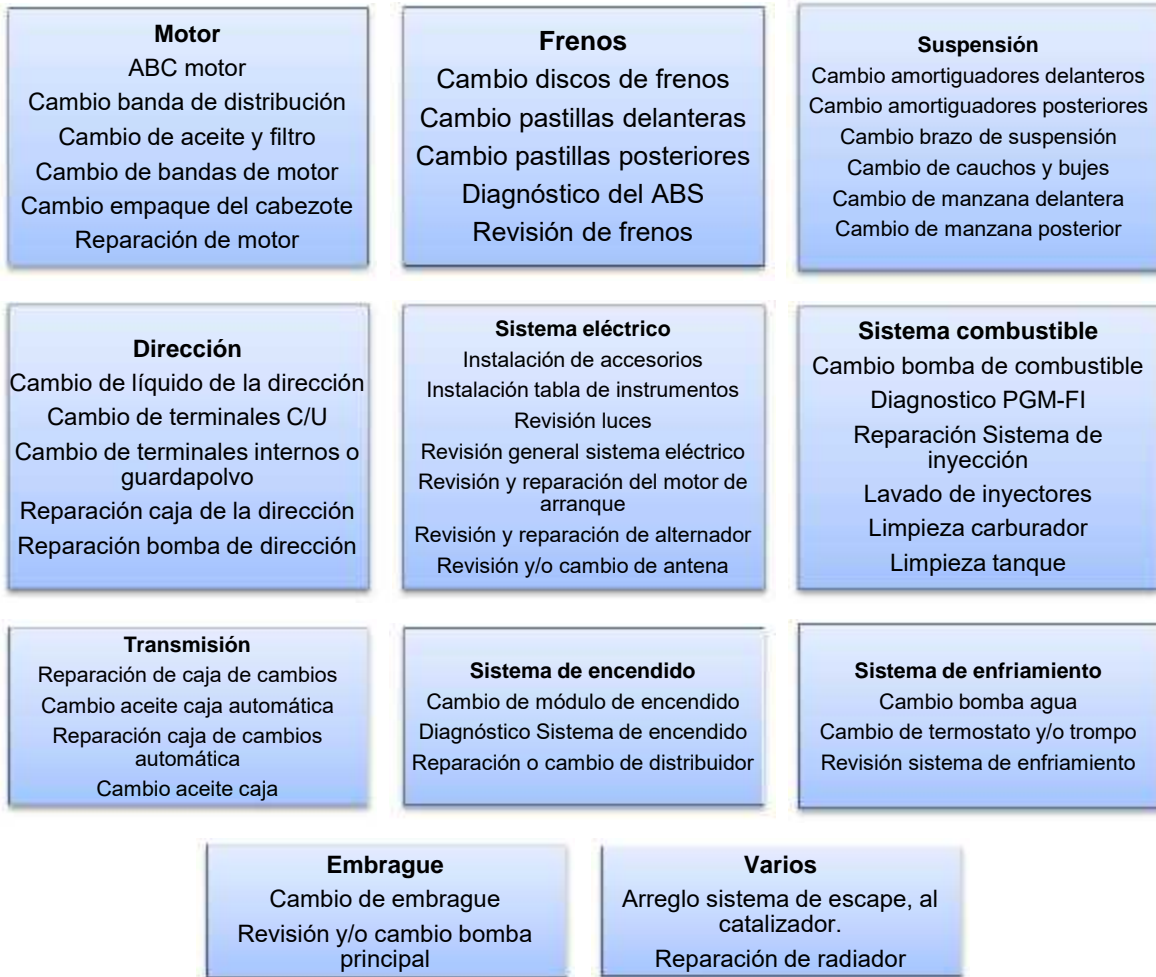 Motor
ABC motor
Cambio banda de distribución
Cambio de aceite y filtro
Cambio de bandas de motor
Cambio empaque del cabezote
Reparación de motor
Frenos
Cambio discos de frenos
Cambio pastillas delanteras
Cambio pastillas posteriores
Diagnóstico del ABS
Revisión de frenos
Suspensión
Cambio amortiguadores delanteros
Cambio amortiguadores posteriores
Cambio brazo de suspensión
Cambio de cauchos y bujes
Cambio de manzana delantera
Cambio de manzana posterior
Dirección
Cambio de líquido de la dirección
Cambio de terminales C/U
Cambio de terminales internos o
guardapolvo
Reparación caja de la dirección
Reparación bomba de dirección
Sistema eléctrico
Instalación de accesorios
Instalación tabla de instrumentos
Revisión luces
Revisión general sistema eléctrico
Revisión y reparación del motor de
arranque
Revisión y reparación de alternador
Revisión y/o cambio de antena
Sistema combustible
Cambio bomba de combustible
Diagnostico PGM-FI
Reparación Sistema de
inyección
Lavado de inyectores
Limpieza carburador
Limpieza tanque
Transmisión
Reparación de caja de cambios
Cambio aceite caja automática
Reparación caja de cambios
automática
Cambio aceite caja
Sistema de encendido
Cambio de módulo de encendido
Diagnóstico Sistema de encendido
Reparación o cambio de distribuidor
Sistema de enfriamiento
Cambio bomba agua
Cambio de termostato y/o trompo
Revisión sistema de enfriamiento
Embrague
Cambio de embrague
Revisión y/o cambio bomba
principal
Varios
Arreglo sistema de escape, al
catalizador.
Reparación de radiador